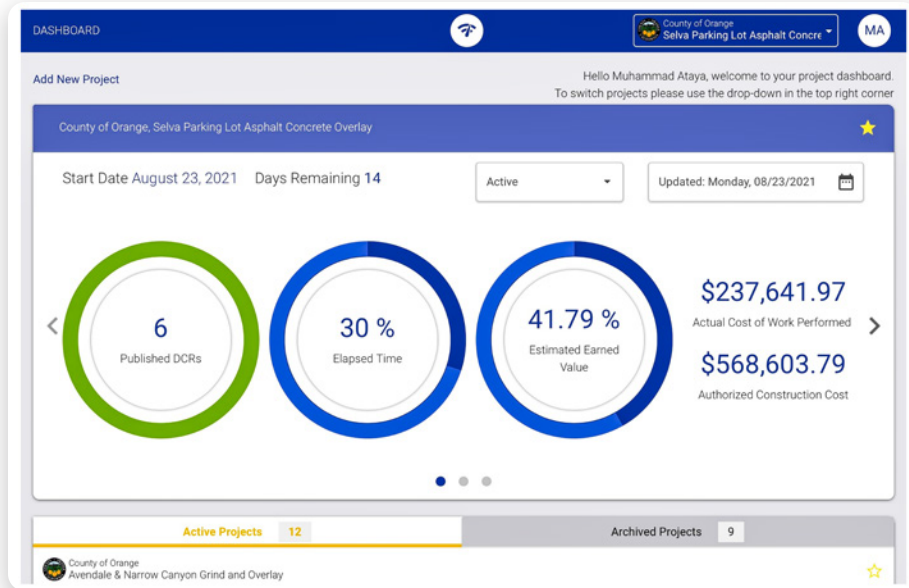 DASHBOARD
County of Orange
Selva Parking Lot Asphalt Concre
MA
Add New Project
Hello Muhammad Ataya, welcome to your project dashboard.
To switch projects please use the drop-down in the top right corner
County of Orange, Selva Parking Lot Asphalt Concrete Overlay
Start Date August 23, 2021 Days Remaining 14
Active
Updated: Monday, 08/23/2021
6
Published DCRs
30 %
Elapsed Time
41.79 %
Estimated Earned
Value
$237,641.97
Actual Cost of Work Performed
$568,603.79
Authorized Construction Cost
Active Projects 12
Archived Projects 9
County of Orange
Avendale & Narrow Canyon Grind and Overlay